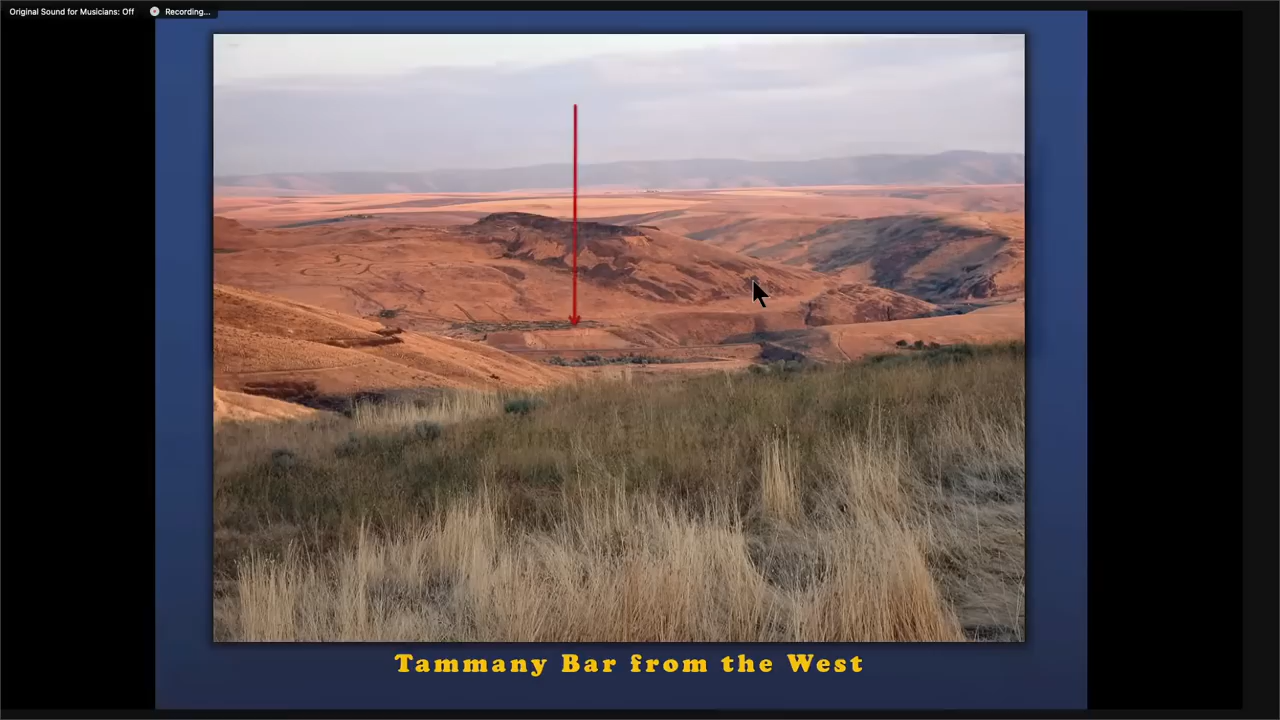 Original Sound for Musicians: Off
Recording...
Tammany Bar from the West